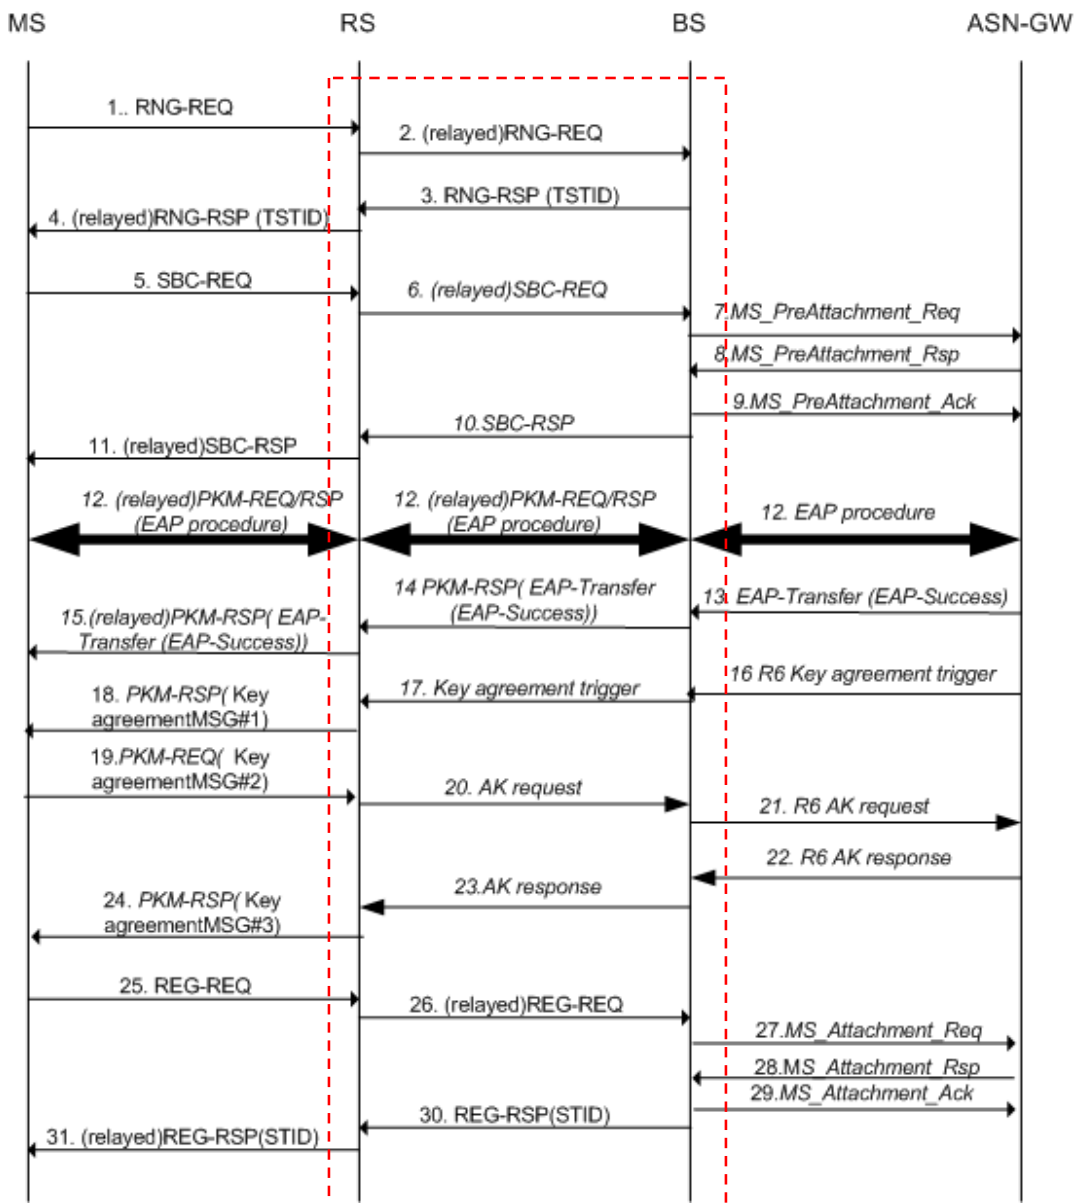 MS RS BS ASN-GW
1.. RNG-REQ
2. (relayed)RNG-REQ
3. RNG-RSP (TSTID)
4. (relayed)RNG-RSP (TSTID)
5. SBC-REQ
6. (relayed)SBC-REQ
7.MS_PreAttachment_Req
8.MS_PreAttachment_Rsp
9.MS_PreAttachment_Ack
10.SBC-RSP
11. (relayed)SBC-RSP
12. (relayed)PKM-REQ/RSP
(EAP procedure)
12. (relayed)PKM-REQ/RSP
(EAP procedure)
12. EAP procedure
13. EAP-Transfer (EAP-Success)
14 PKM-RSP( EAP-Transfer
(EAP-Success))
15.(relayed)PKM-RSP( EAP-
Transfer (EAP-Success))
16 R6 Key agreement trigger
17. Key agreement trigger
18. PKM-RSP( Key
agreementMSG#1)
19.PKM-REQ( Key
agreementMSG#2)
20. AK request
21. R6 AK request
22. R6 AK response
23.AK response
24. PKM-RSP( Key
agreementMSG#3)
25. REG-REQ
26. (relayed)REG-REQ
27.MS_Attachment_Req
28.MS_Attachment_Rsp
29.MS_Attachment_Ack
30. REG-RSP(STID)
31. (relayed)REG-RSP(STID)